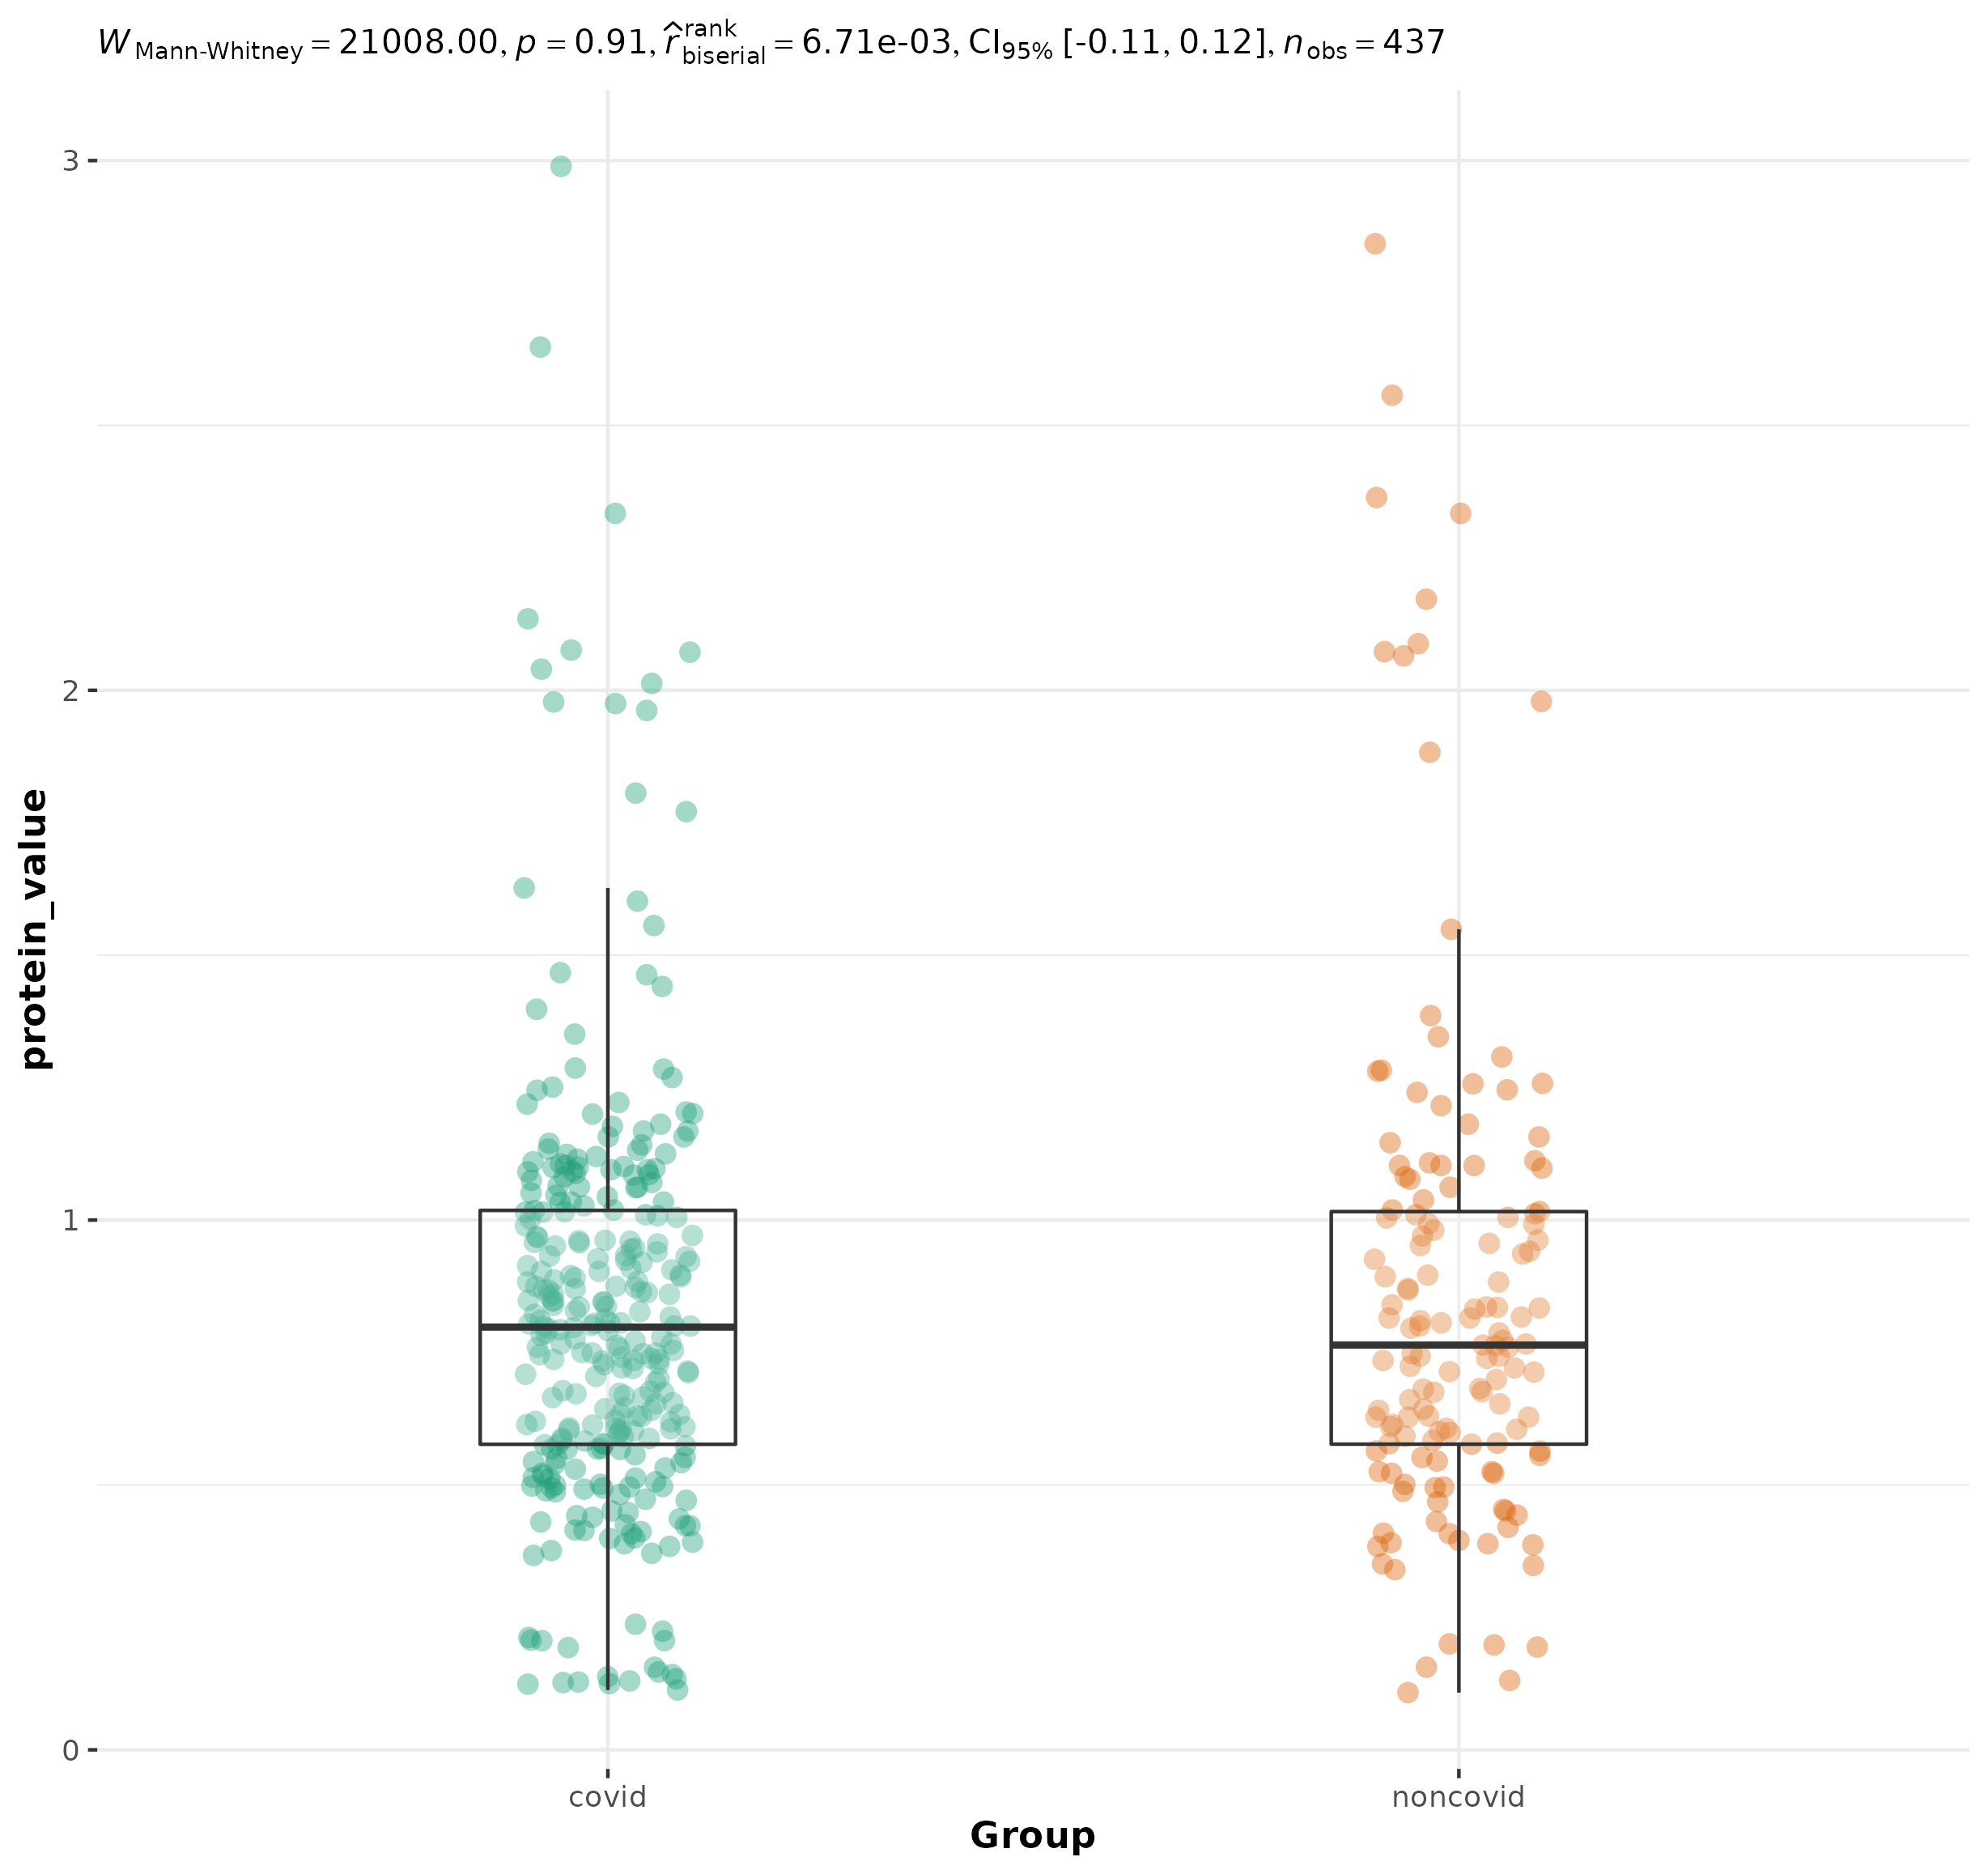 W Mann-Whitney = 21008.00, p = 0.91, r̂ rank biserial = 6.71e-03, CI95% [-0.11, 0.12], nobs = 437
3
2
1
0
protein_value
covid noncovid
Group